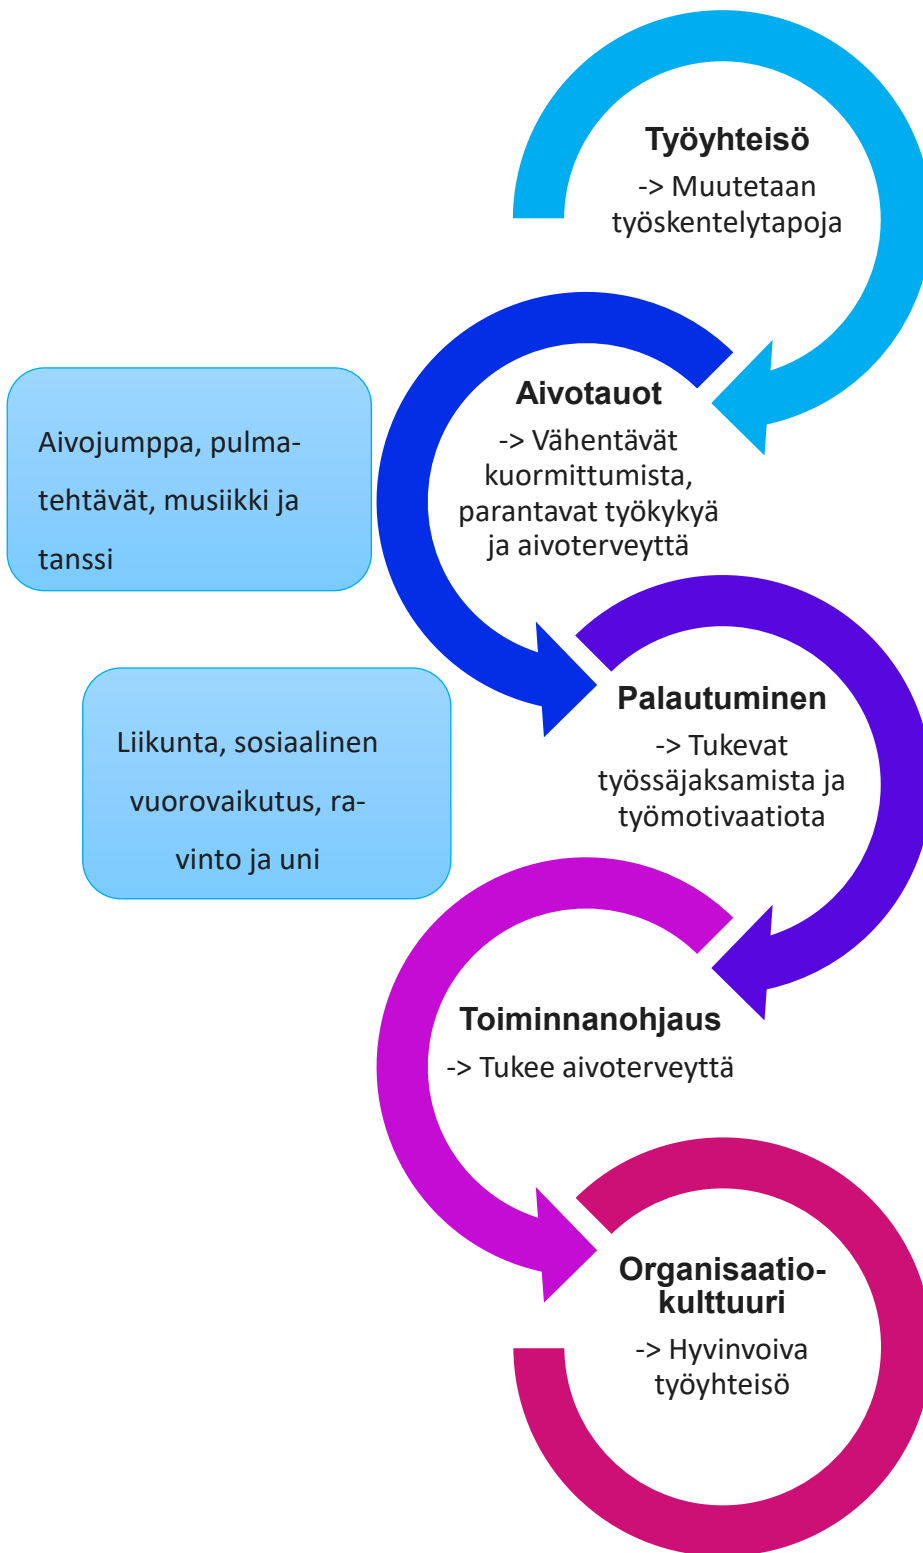 Työyhteisö
-> Muutetaan
työskentelytapoja
Aivotauot
-> Vähentävät
kuormittumista,
parantavat työkykyä
ja aivoterveyttä
Aivojumppa, pulma-
tehtävät, musiikki ja
tanssi
Palautuminen
-> Tukevat
työssäjaksamista ja
työmotivaatiota
Liikunta, sosiaalinen
vuorovaikutus, ra-
vinto ja uni
Toiminnanohjaus
-> Tukee aivoterveyttä
Organisaatio-
kulttuuri
-> Hyvinvoiva
työyhteisö